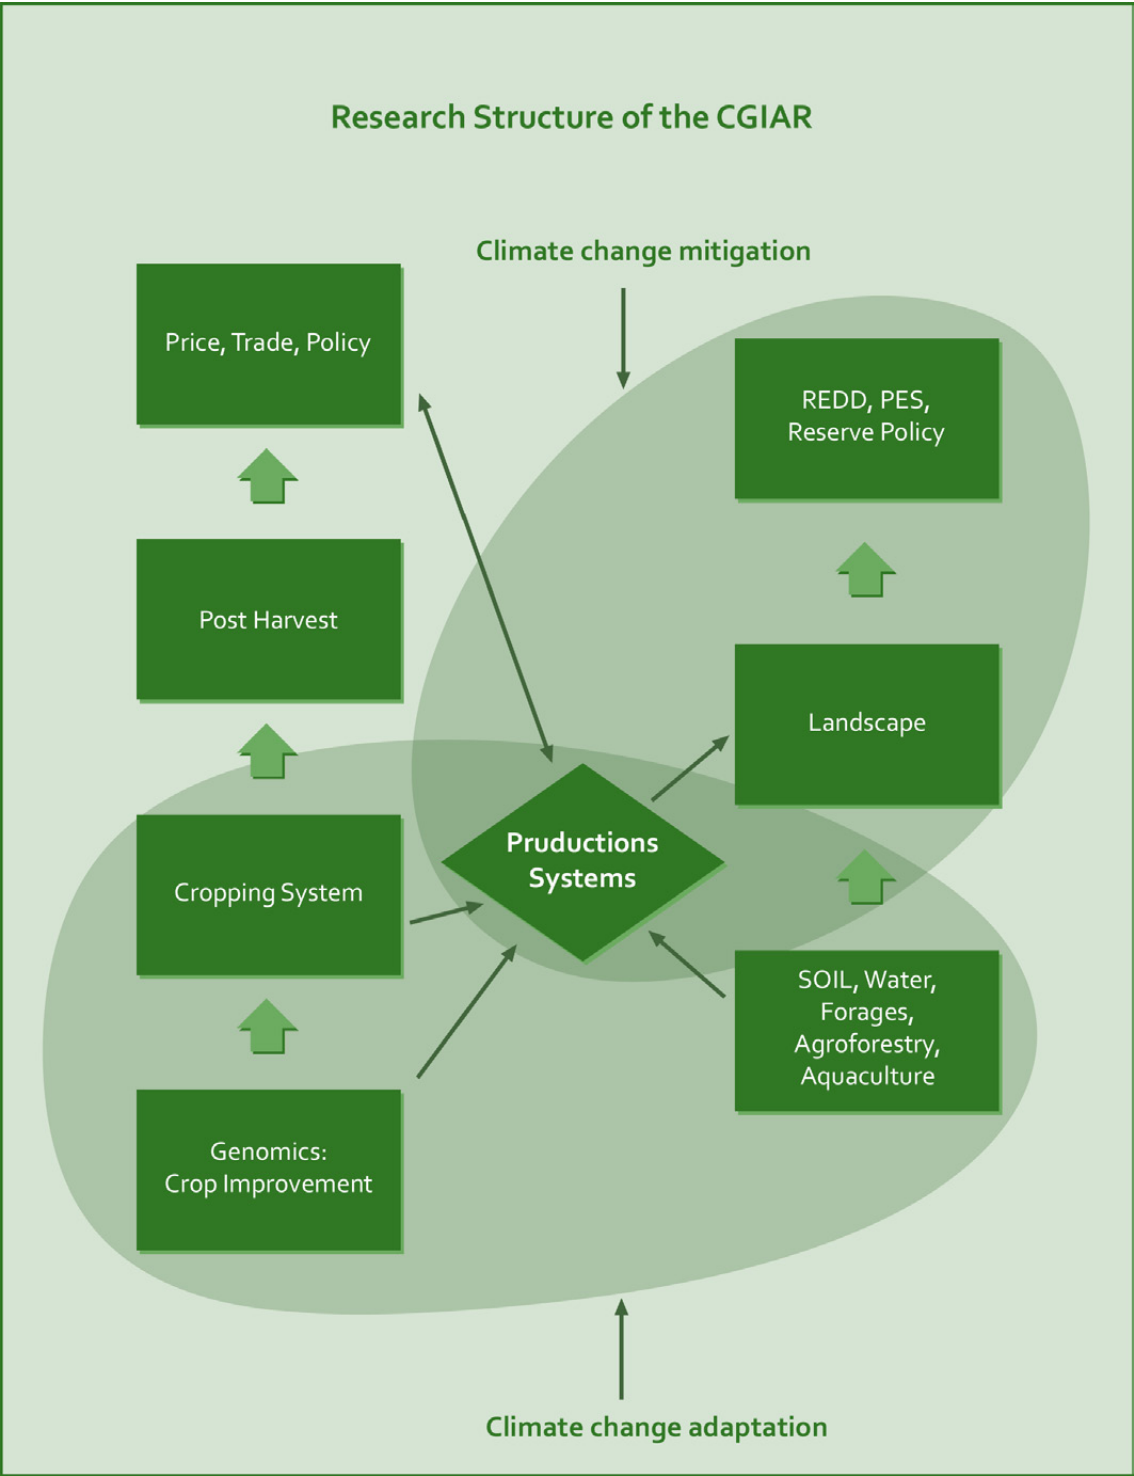 Research Structure of the CGIAR
Climate change mitigation
Price, Trade, Policy
REDD, PES,
Reserve Policy
Post Harvest
Landscape
Pruductions
Systems
Cropping System
SOIL, Water,
Forages,
Agroforestry,
Aquaculture
Genomics:
Crop Improvement
Climate change adaptation